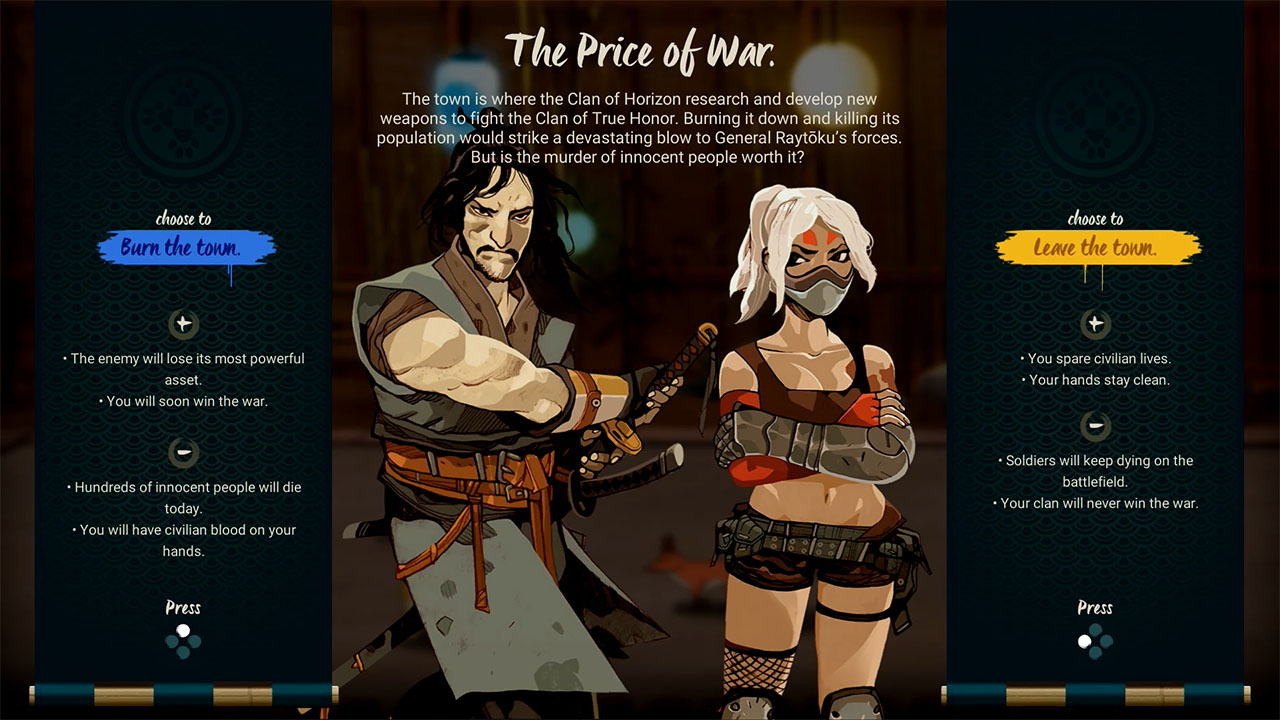 The Price of War.
The town is where the Clan of Horizon research and develop new
weapons to fight the Clan of True Honor. Burning it down and killing its
population would strike a devastating blow to General Raytōku's forces.
But is the murder of innocent people worth it?
choose to
Burn the town.
• The enemy will lose its most powerful
asset.
• You will soon win the war.
• Hundreds of innocent people will die
today.
• You will have civilian blood on your
hands.
Press
choose to
Leave the town.
• You spare civilian lives.
• Your hands stay clean.
• Soldiers will keep dying on the
battlefield.
• Your clan will never win the war.
Press